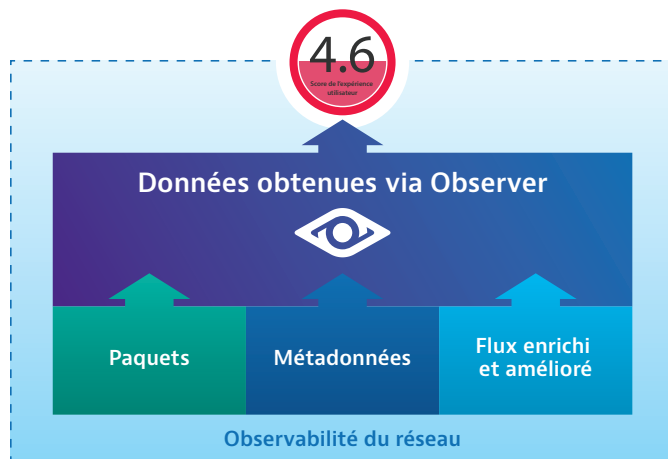 4.6
Score de l'expérience
utilisateur
Données obtenues via Observer
Paquets
Métadonnées
Flux enrichi
et amélioré
Observabilité du réseau